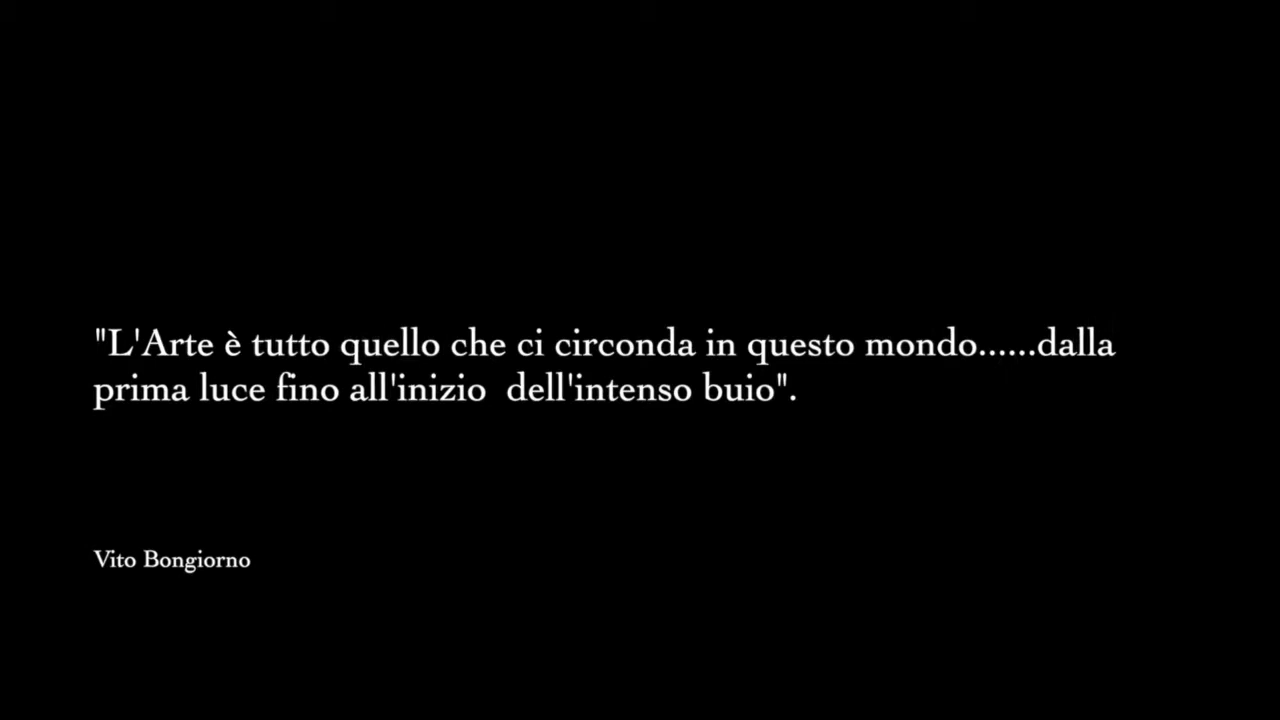 "L'Arte è tutto quello che ci circonda in questo mondo......dalla
prima luce fino all'inizio  dell'intenso buio".
Vito Bongiorno